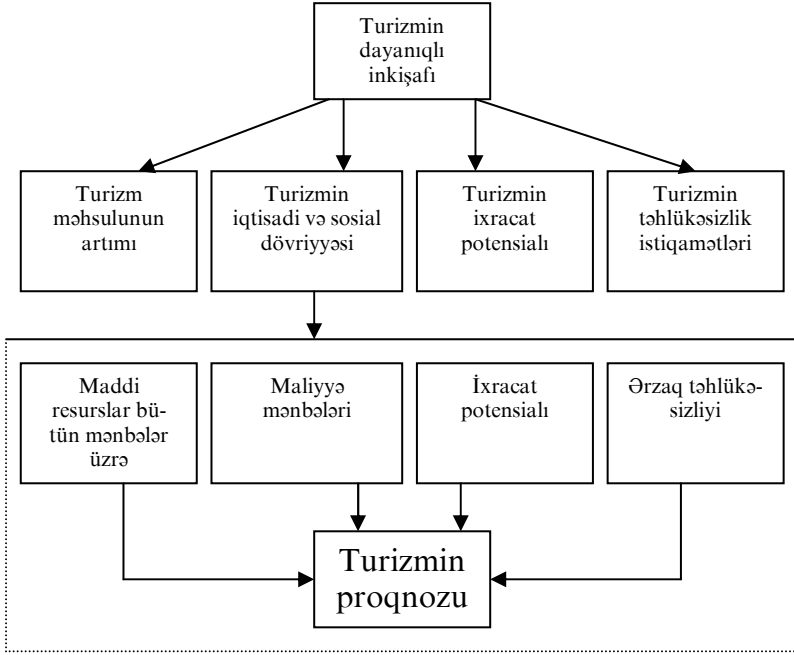 Turizmin
dayanıqlı
inkişafı
Turizm
məhsulunun
artımı
Turizmin
iqtisadi və sosial
dövriyyəsi
Turizmin
ixracat
potensialı
Turizmin
təhlükəsizlik
istiqamətləri
Maddi
resurslar bü-
tün mənbələr
üzrə
Maliyyə
mənbələri
İxracat
potensialı
Ərzaq təhlükə-
sizliyi
Turizmin
proqnozu